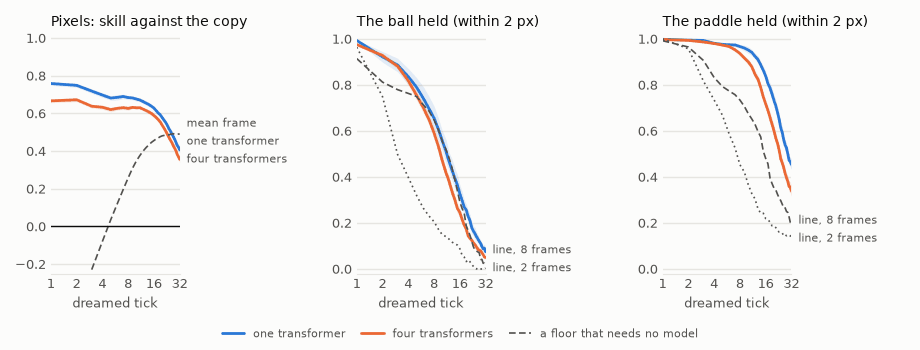 Pixels: skill against the copy
1.0
0.8
0.6
0.4
0.2
0.0
−0.2
1 2 4 8 16 32
dreamed tick
mean frame
one transformer
four transformers
The ball held (within 2 px)
1.0
0.8
0.6
0.4
0.2
0.0
1 2 4 8 16 32
dreamed tick
line, 8 frames
line, 2 frames
The paddle held (within 2 px)
1.0
0.8
0.6
0.4
0.2
0.0
1 2 4 8 16 32
dreamed tick
line, 8 frames
line, 2 frames
one transformer four transformers a floor that needs no model